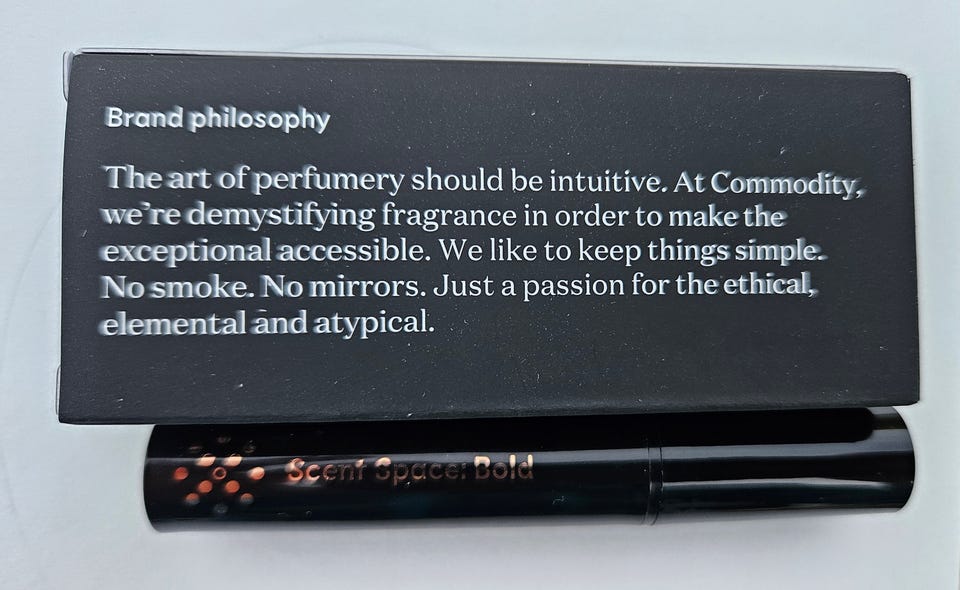 Brand philosophy
The art of perfumery should be intuitive. At Commodity,
we’re demystifying fragrance in order to make the
exceptional accessible. We like to keep things simple.
No smoke. No mirrors. Just a passion for the ethical,
elemental and atypical.
Scent Space: Bold